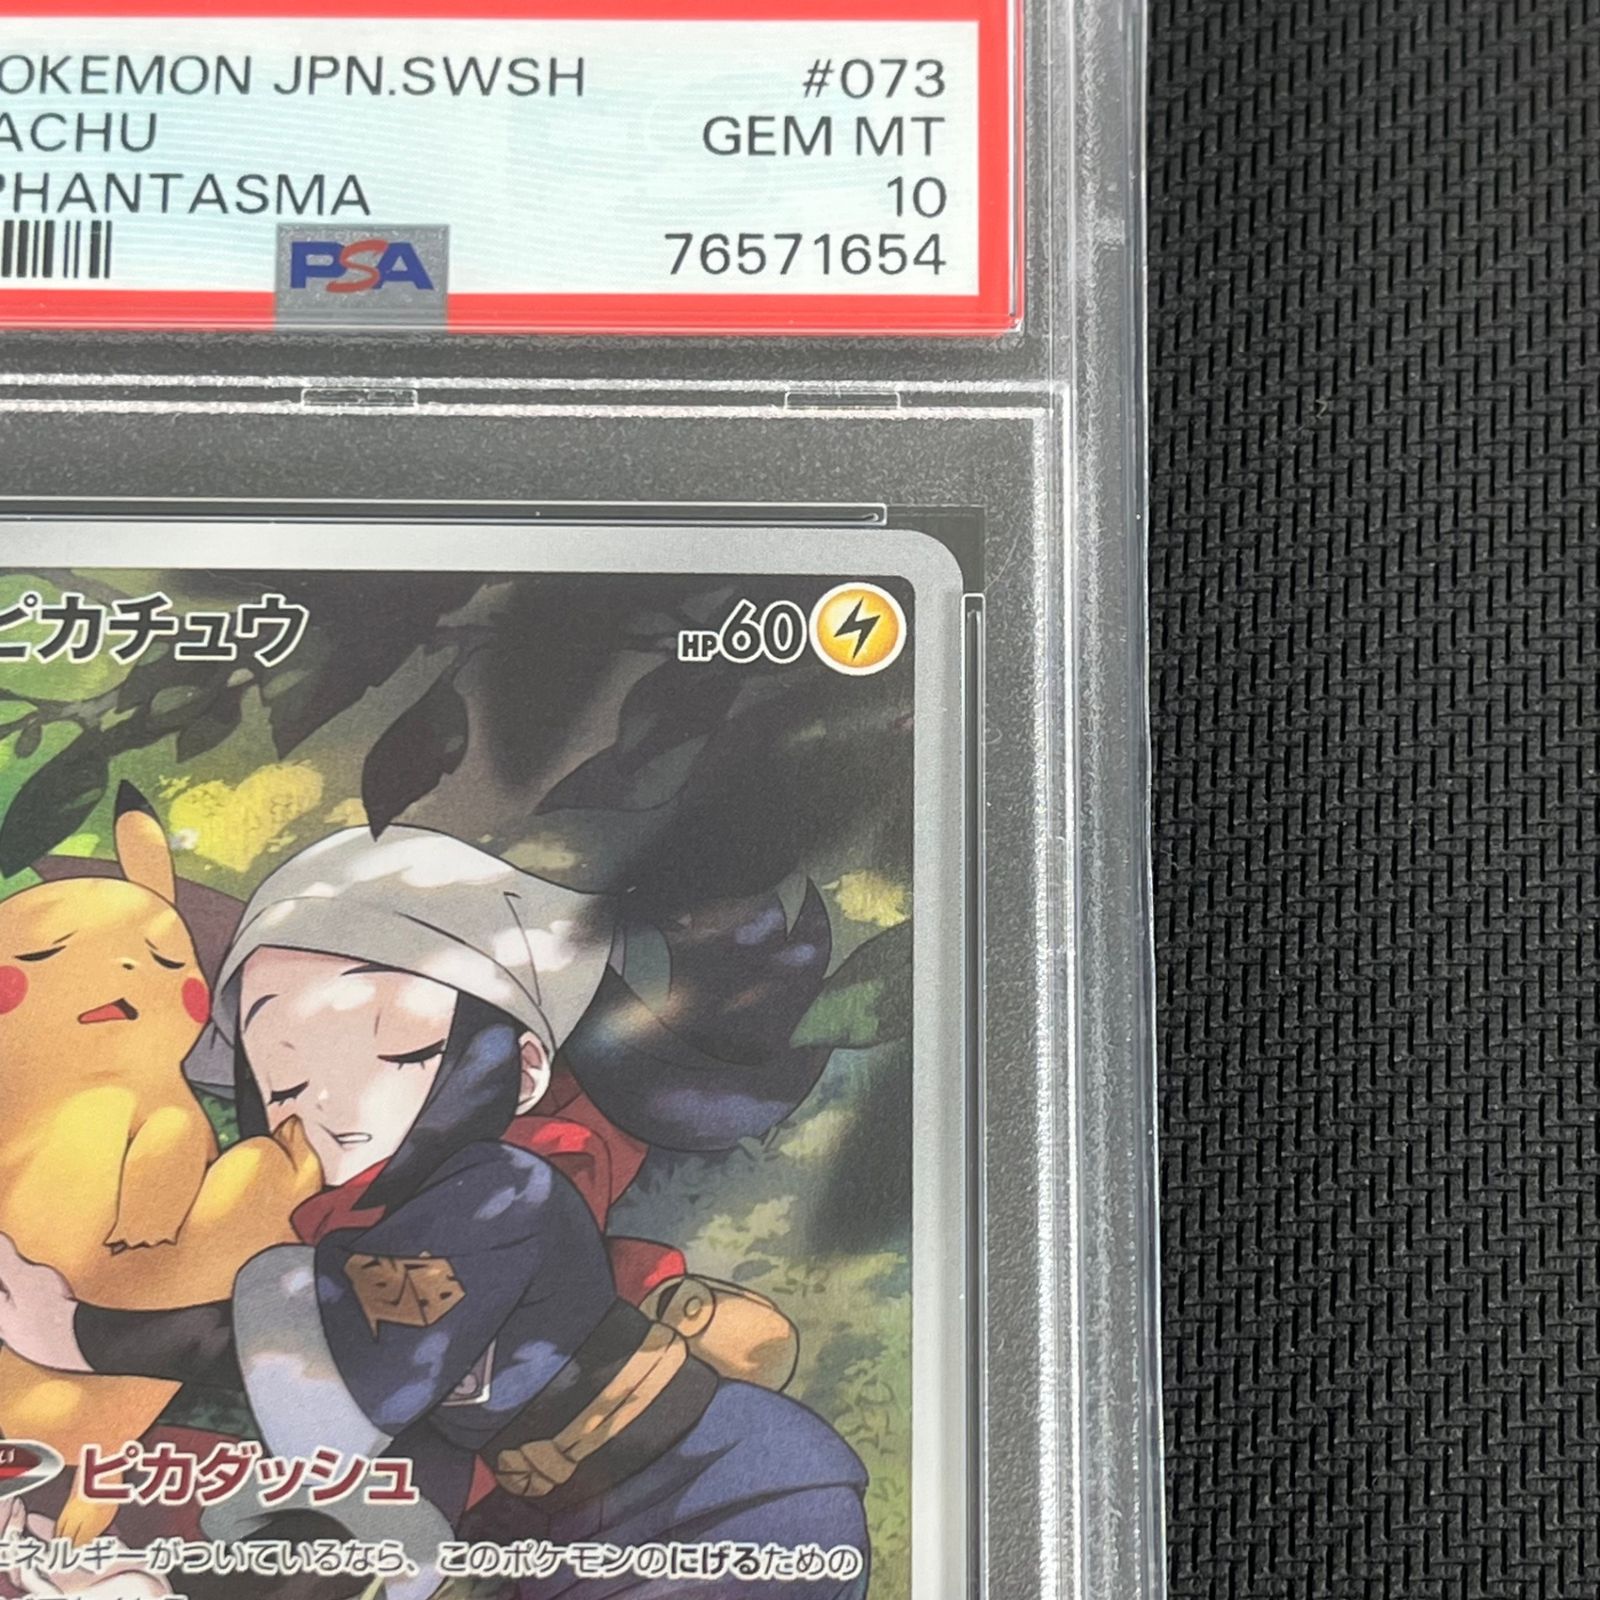 OKEMON JPN.SWSH #073
ACHU GEM MT
PHANTASMA 10
PSA 76571654
ピカチュウ HP60
ピカダッシュ
エネルギーがついているなら、このポケモンのにげるための